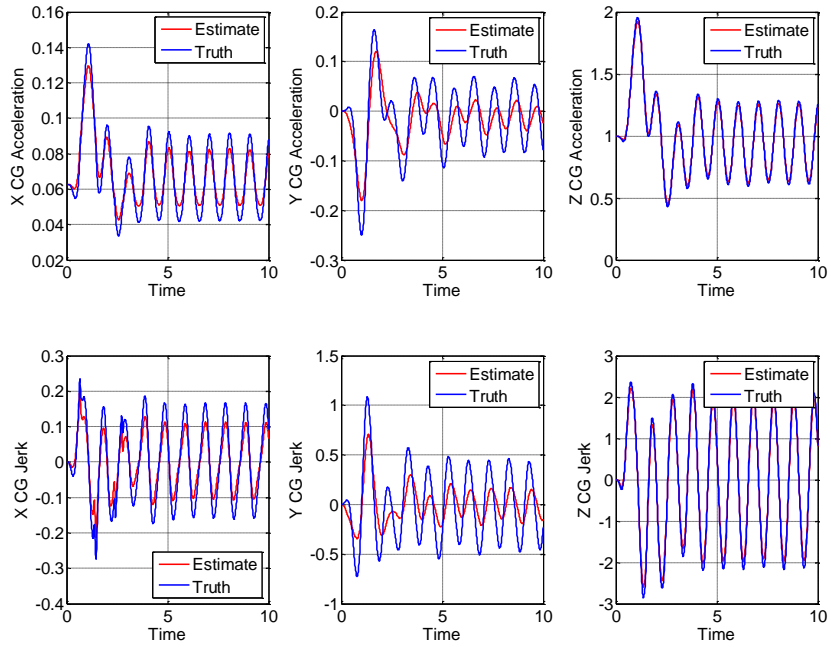 0.16
0.14
0.12
0.1
0.08
0.06
0.04
0.02
0 5 10
X CG Acceleration
Time
Estimate
Truth
0.2
0.1
0
-0.1
-0.2
-0.3
0 5 10
Y CG Acceleration
Time
Estimate
Truth
2
1.5
1
0.5
0
0 5 10
Z CG Acceleration
Time
Estimate
Truth
0.3
0.2
0.1
0
-0.1
-0.2
-0.3
-0.4
0 5 10
X CG Jerk
Time
Estimate
Truth
1.5
1
0.5
0
-0.5
-1
0 5 10
Y CG Jerk
Time
Estimate
Truth
3
2
1
0
-1
-2
-3
0 5 10
Z CG Jerk
Time
Estimate
Truth